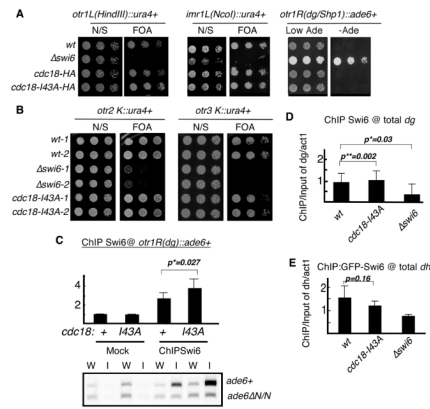 A
otr1L(HindIII)::ura4+
imr1L(NcoI)::ura4+
otr1R(dg/Shp1)::ade6+
N/S
FOA
N/S
FOA
Low Ade
-Ade
wt
Δswi6
cdc18-HA
cdc18-I43A-HA
B
otr2 K::ura4+
otr3 K::ura4+
N/S
FOA
N/S
FOA
wt-1
wt-2
Δswi6-1
Δswi6-2
cdc18-I43A-1
cdc18-I43A-2
C
ChIP Swi6@ otr1R(dg)::ade6+
p*=0.027
4
2
cdc18: + I43A + I43A
Mock
ChIPSwi6
W I W I W I W I
ade6+
ade6ΔN/N
D
ChIP Swi6 @ total dg
ChIP/Input of dg/act1
p*=0.03
p**=0.002
2
1
wt
cdc18-I43A
Δswi6
E
ChIP:GFP-Swi6 @ total dh
ChIP/Input of dh/act1
p=0.16
2
1
wt
cdc18-I43A
Δswi6